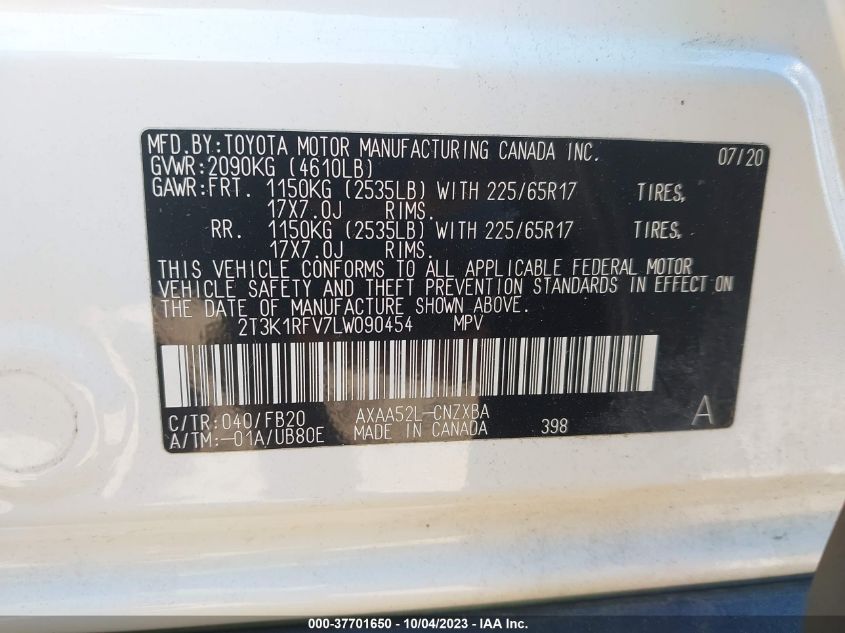 MFD.BY:TOYOTA MOTOR MANUFACTURING CANADA INC. 07/20
GVWR:2090KG (4610LB)
GAWR:FRT. 1150KG (2535LB) WITH 225/65R17 TIRES,
17X7.0J RIMS.
RR. 1150KG (2535LB) WITH 225/65R17 TIRES,
17X7.0J RIMS.
THIS VEHICLE CONFORMS TO ALL APPLICABLE FEDERAL MOTOR
VEHICLE SAFETY AND THEFT PREVENTION STANDARDS IN EFFECT ON
THE DATE OF MANUFACTURE SHOWN ABOVE.
2T3K1RFV7LW090454 MPV
C/TR:040/FB20 AXAA52L-CNZXBA A
A/TM:-01A/UB80E MADE IN CANADA 398
000-37701650 - 10/04/2023 - IAA Inc.